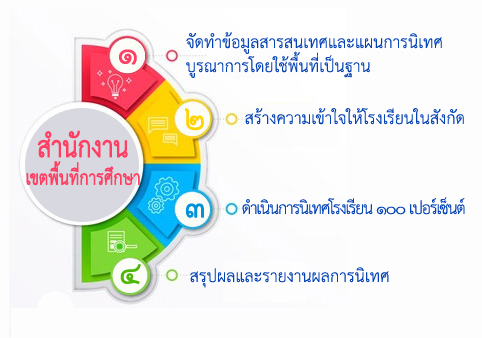 สำนักงาน
เขตพื้นที่การศึกษา
๑
จัดทำข้อมูลสารสนเทศและแผนการนิเทศ
บูรณาการโดยใช้พื้นที่เป็นฐาน
๒
สร้างความเข้าใจให้โรงเรียนในสังกัด
๓
ดำเนินการนิเทศโรงเรียน ๑๐๐ เปอร์เซ็นต์
๔
สรุปผลและรายงานผลการนิเทศ